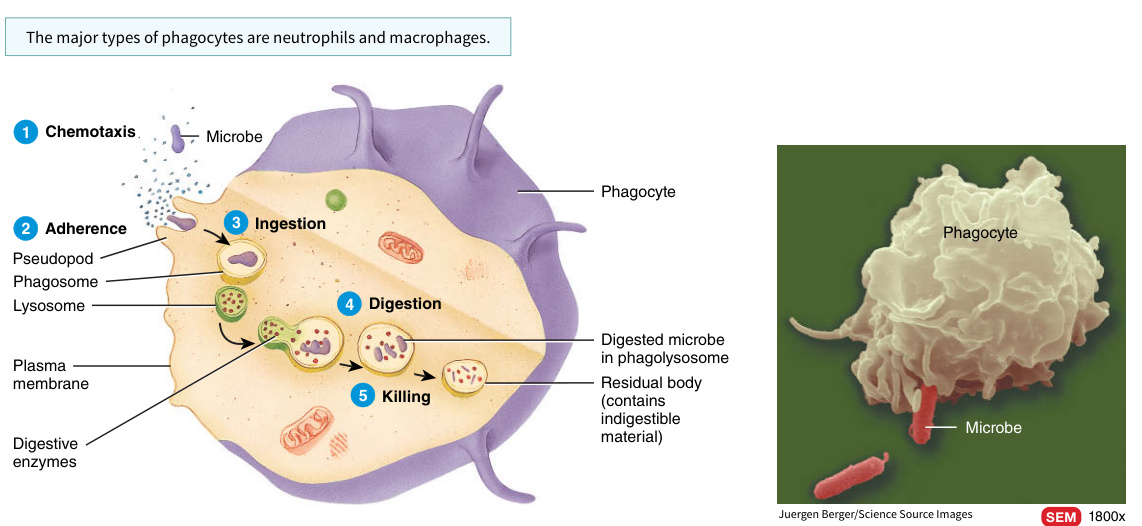 The major types of phagocytes are neutrophils and macrophages.
1 Chemotaxis
Microbe
2 Adherence
3 Ingestion
Pseudopod
Phagosome
Lysosome
4 Digestion
Plasma
membrane
5 Killing
Digestive
enzymes
Phagocyte
Digested microbe
in phagolysosome
Residual body
(contains
indigestible
material)
Phagocyte
Microbe
Juergen Berger/Science Source Images
SEM 1800x